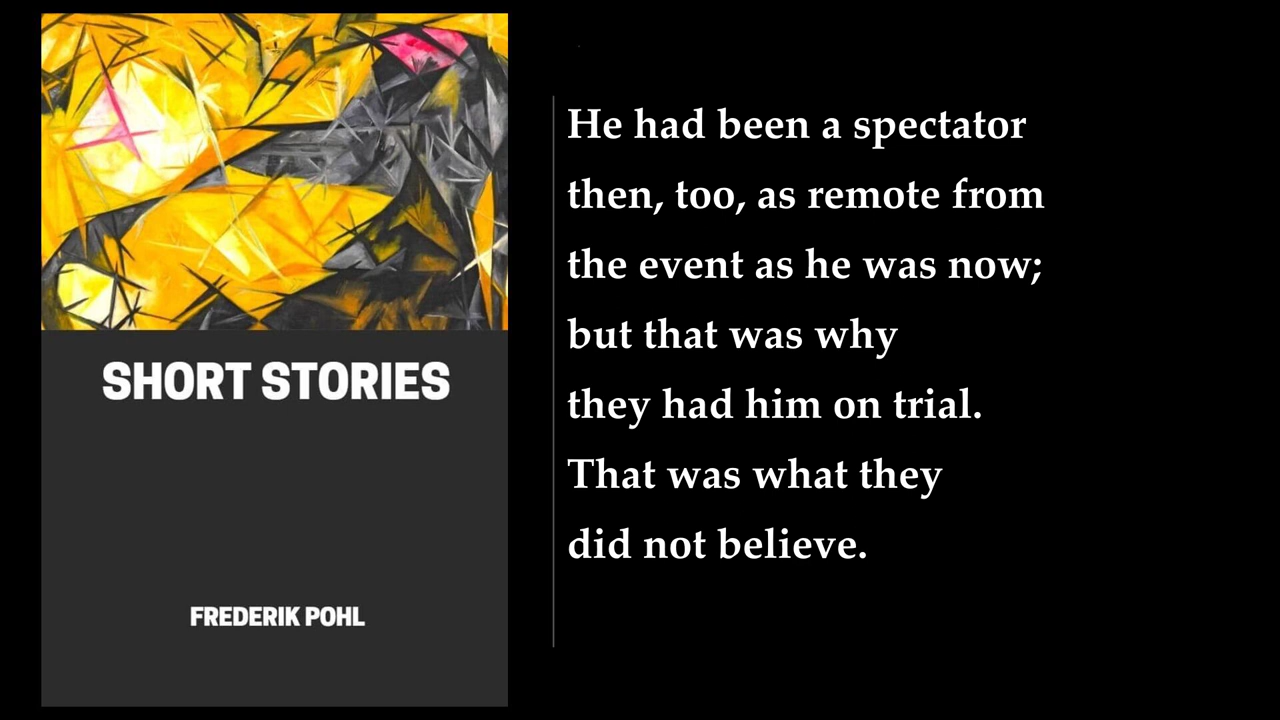 SHORT STORIES
FREDERIK POHL
He had been a spectator
then, too, as remote from
the event as he was now;
but that was why
they had him on trial.
That was what they
did not believe.